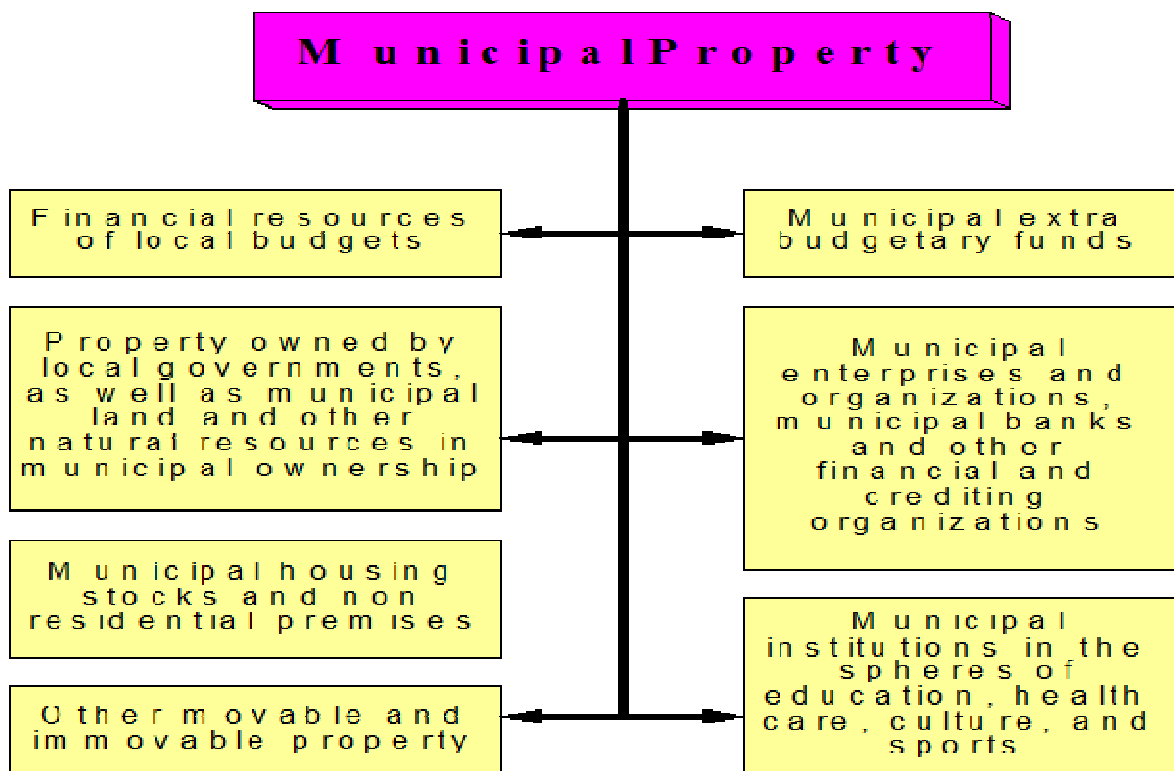 Municipal Property
Financial resources
of local budgets
Municipal extra
budgetary funds
Property owned by
local governments,
as well as municipal
land and other
natural resources in
municipal ownership
Municipal
enterprises and
organizations,
municipal banks
and other
financial and
crediting
organizations
Municipal housing
stocks and non
residential premises
Municipal
institutions in the
spheres of
education, health
care, culture, and
sports
Other movable and
immovable property